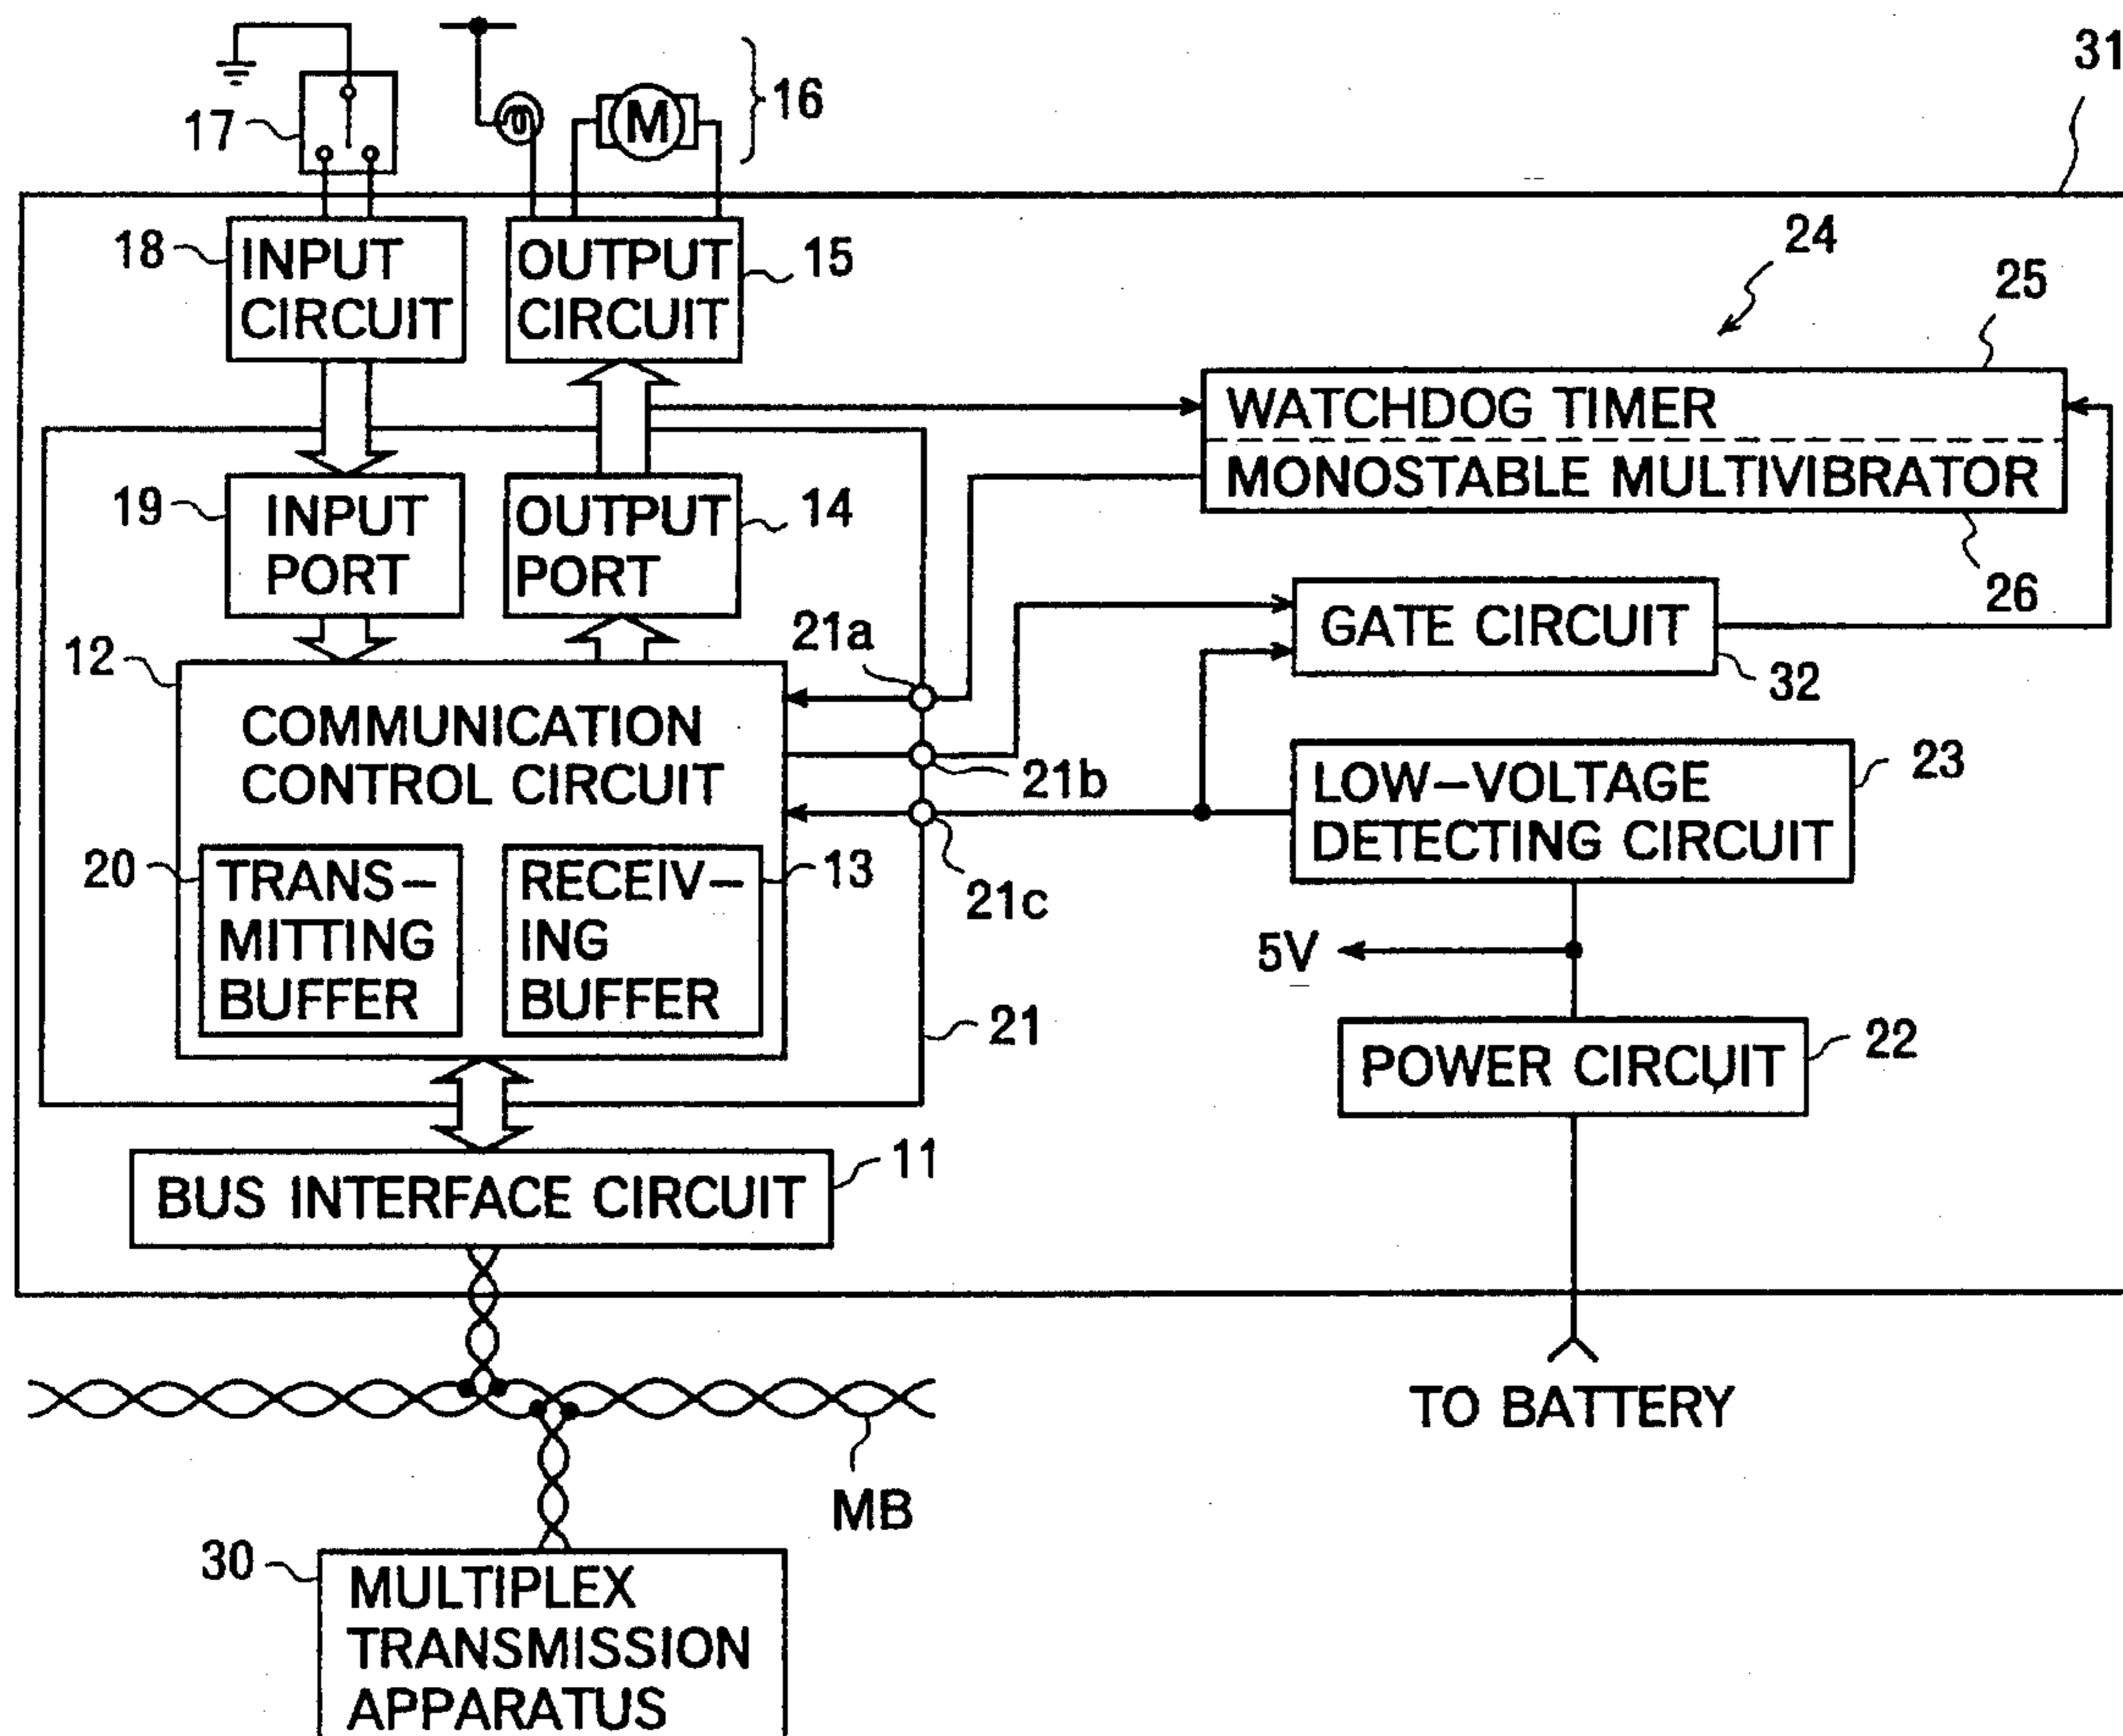 31
16
17
M
18
INPUT
CIRCUIT
OUTPUT
CIRCUIT
15
24
25
WATCHDOG TIMER
MONOSTABLE MULTIVIBRATOR
26
19
INPUT
PORT
OUTPUT
PORT
14
GATE CIRCUIT
32
12
21a
COMMUNICATION
CONTROL CIRCUIT
21b
LOW-VOLTAGE
DETECTING CIRCUIT
23
20
TRANS-
MITTING
BUFFER
RECEIV-
ING
BUFFER
13
21c
5V
21
POWER CIRCUIT
22
BUS INTERFACE CIRCUIT
11
TO BATTERY
MB
30
MULTIPLEX
TRANSMISSION
APPARATUS